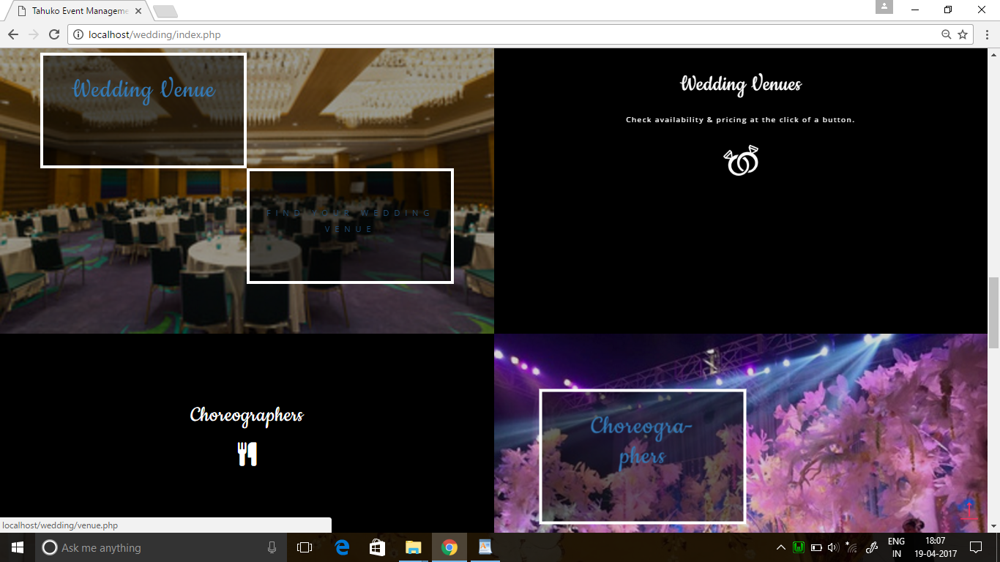 Tahuko Event Manageme
localhost/wedding/index.php
Wedding Venue
FIND YOUR WEDDING
VENUE
Wedding Venues
Check availability & pricing at the click of a button.
Choreographers
Choreogra-
phers
localhost/wedding/venue.php
Ask me anything
ENG
IN
18:07
19-04-2017